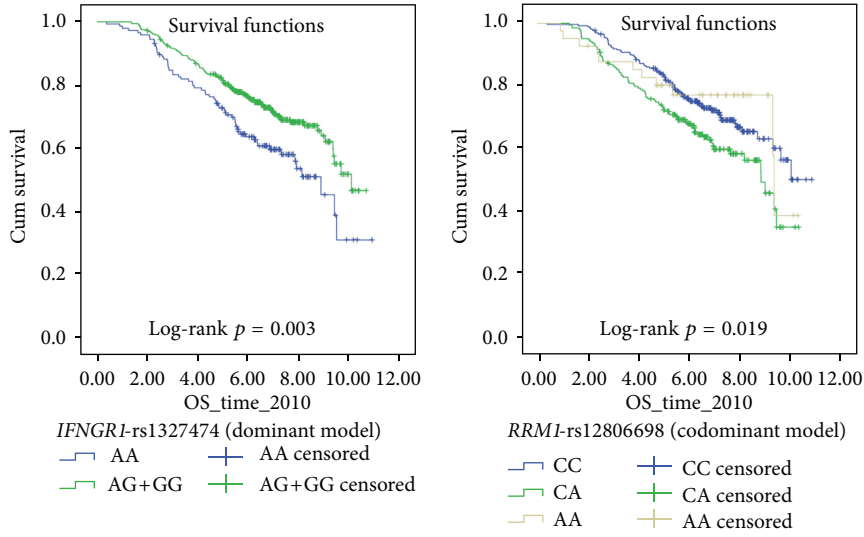 Survival functions
1.0
0.8
0.6
0.4
0.2
0.0
Cum survival
Log-rank p = 0.003
0.00 2.00 4.00 6.00 8.00 10.00 12.00
OS_time_2010
IFNGR1-rs1327474 (dominant model)
AA
AA censored
AG+GG
AG+GG censored
Survival functions
1.0
0.8
0.6
0.4
0.2
0.0
Cum survival
Log-rank p = 0.019
0.00 2.00 4.00 6.00 8.00 10.00 12.00
OS_time_2010
RRM1-rs12806698 (codominant model)
CC
CC censored
CA
CA censored
AA
AA censored